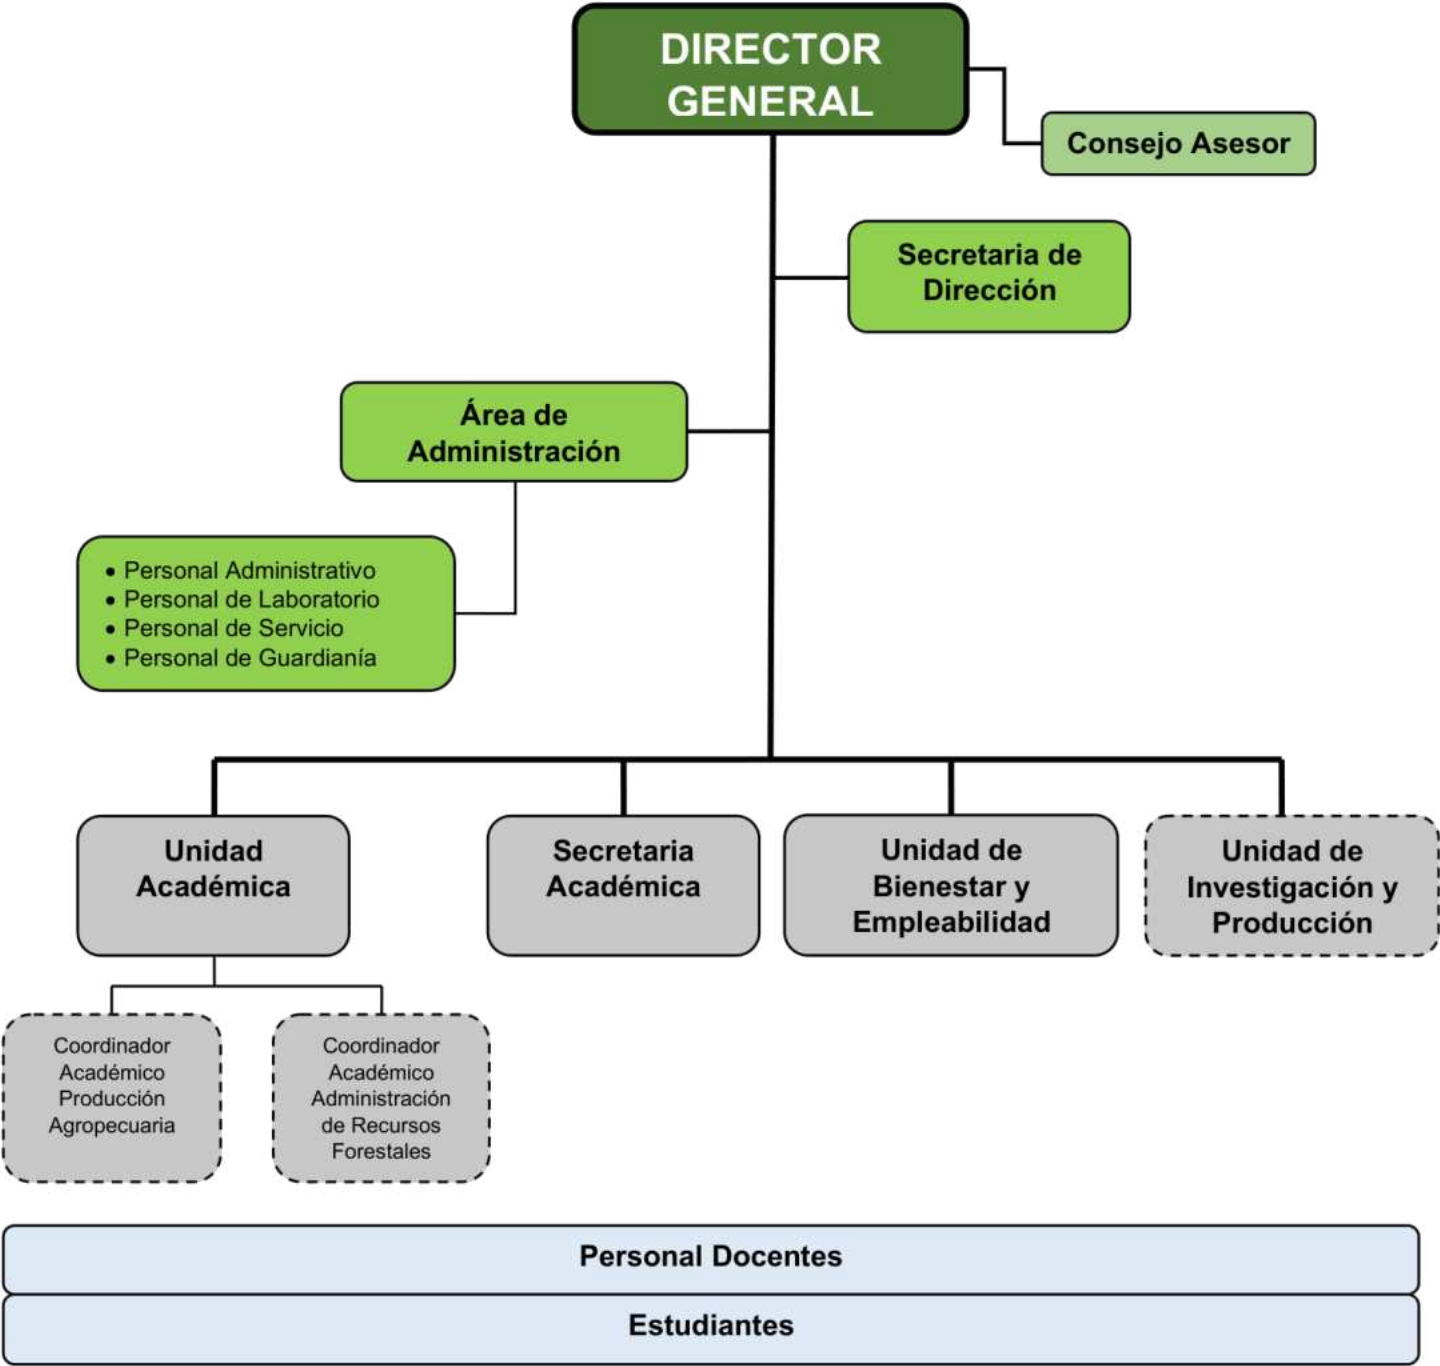 DIRECTOR
GENERAL
Consejo Asesor
Secretaria de
Dirección
Área de
Administración
• Personal Administrativo
• Personal de Laboratorio
• Personal de Servicio
• Personal de Guardianía
Unidad
Académica
Secretaria
Académica
Unidad de
Bienestar y
Empleabilidad
Unidad de
Investigación y
Producción
Coordinador
Académico
Producción
Agropecuaria
Coordinador
Académico
Administración
de Recursos
Forestales
Personal Docentes
Estudiantes